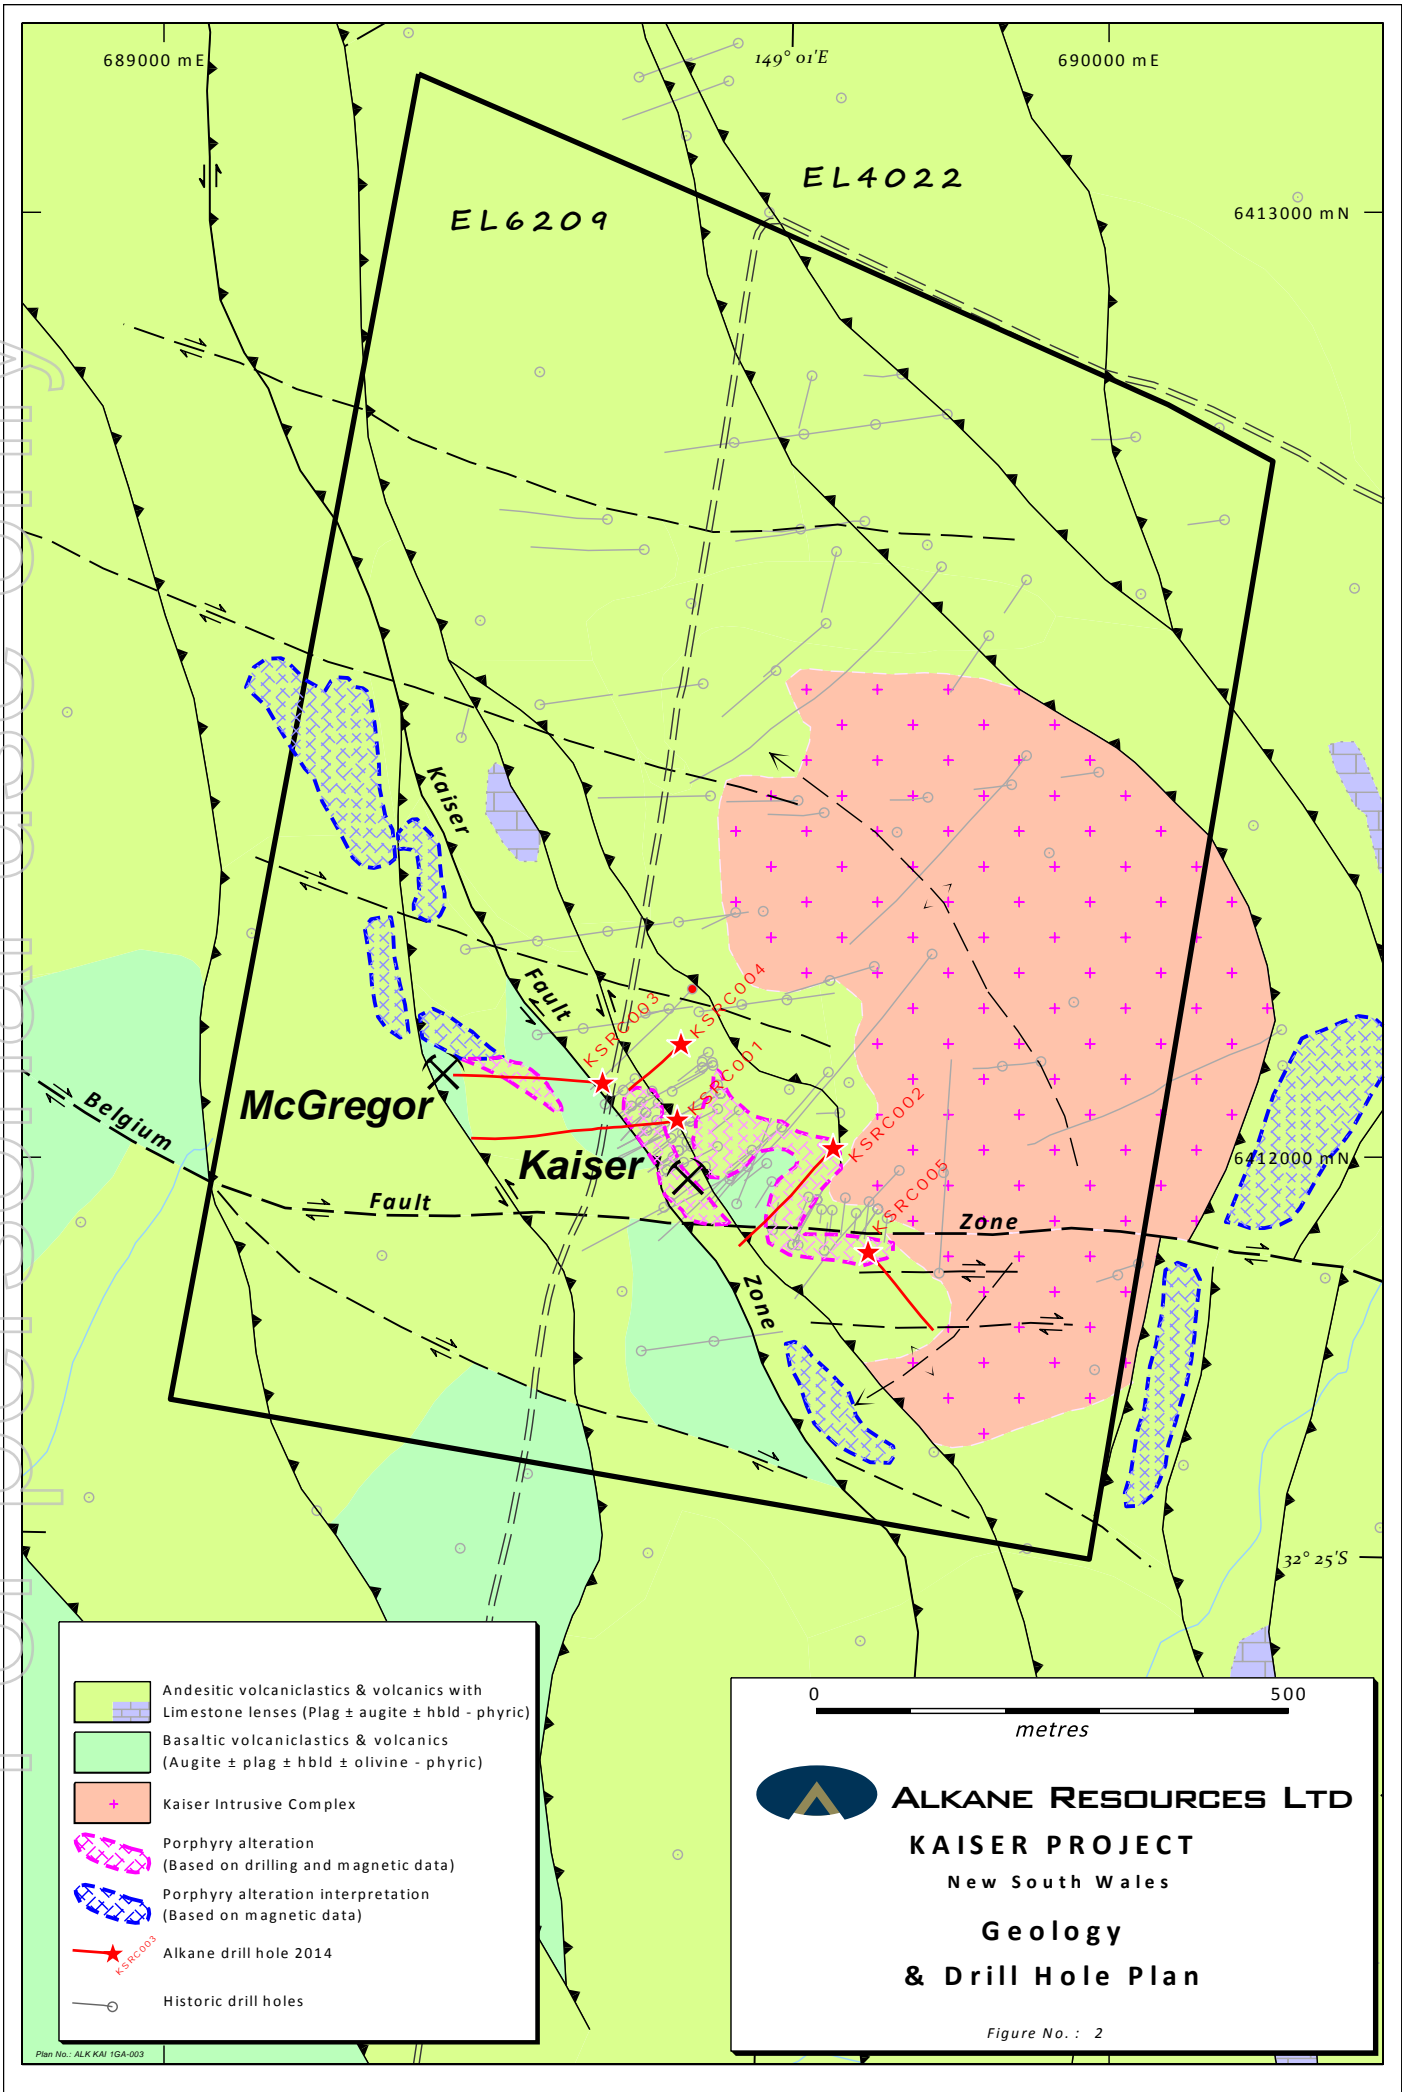 689000 mE
149° 01'E
690000 mE
EL4022
EL6209
6413000 mN
Kaiser
Fault
KSRC003
KSRC004
KSRC001
McGregor
Belgium
KSRC002
Kaiser
6412000 mN
KSRC005
Fault
Zone
Zone
32° 25'S
Andesitic volcaniclastics & volcanics with
Limestone lenses (Plag ± augite ± hbld - phyric)
Basaltic volcaniclastics & volcanics
(Augite ± plag ± hbld ± olivine - phyric)
Kaiser Intrusive Complex
Porphyry alteration
(Based on drilling and magnetic data)
Porphyry alteration interpretation
(Based on magnetic data)
KSRC003
Alkane drill hole 2014
Historic drill holes
Plan No.: ALK KAI 1GA-003
0 500
metres
ALKANE RESOURCES LTD
KAISER PROJECT
New South Wales
Geology
& Drill Hole Plan
Figure No. : 2